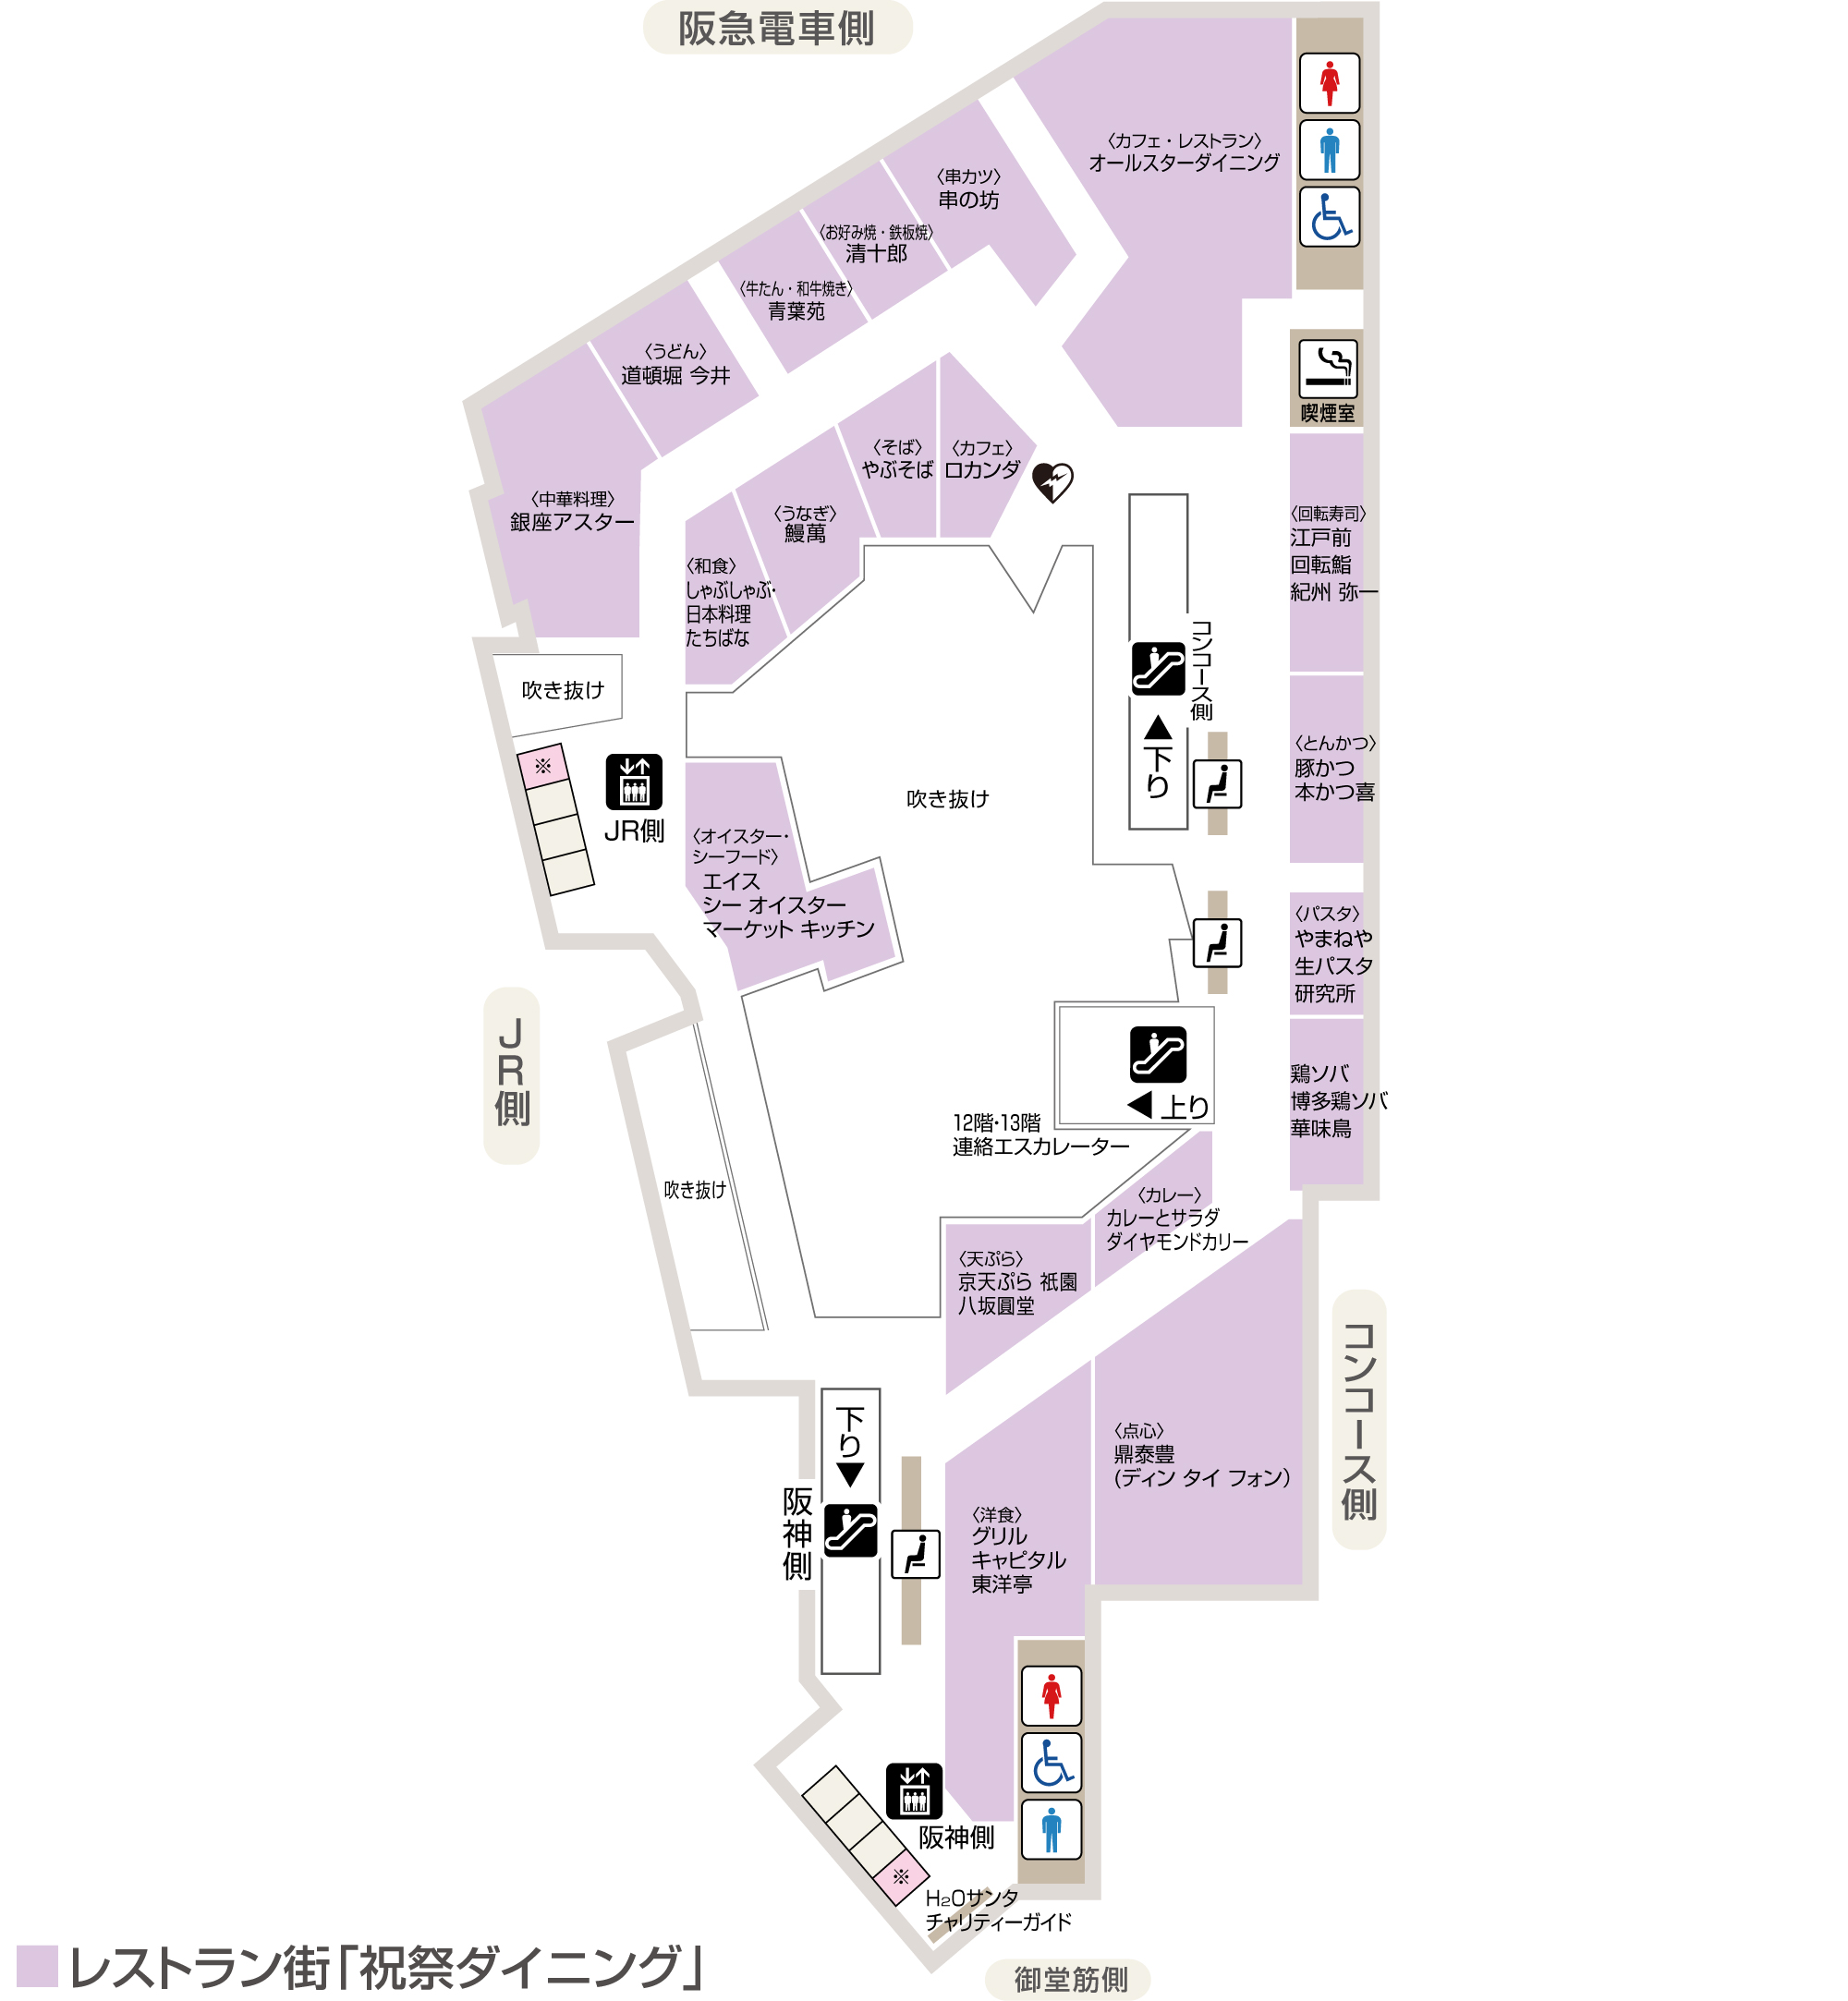 阪急電車側
〈カフェ・レストラン〉
オールスターダイニング
〈串カツ〉
串の坊
〈お好み焼・鉄板焼〉
清十郎
〈牛たん・和牛焼き〉
青葉苑
〈うどん〉
道頓堀 今井
喫煙室
〈中華料理〉
銀座アスター
〈そば〉
やぶそば
〈カフェ〉
ロカンダ
〈うなぎ〉
鰻萬
〈和食〉
しゃぶしゃぶ・
日本料理
たちばな
〈回転寿司〉
江戸前
回転鮨
紀州 弥一
コンコース側
下り
吹き抜け
※
JR側
吹き抜け
〈とんかつ〉
豚かつ
本かつ喜
〈オイスター・
シーフード〉
エイス
シー オイスター
マーケット キッチン
〈パスタ〉
やまねや
生パスタ
研究所
JR側
鶏ソバ
博多鶏ソバ
華味鳥
上り
12階・13階
連絡エスカレーター
吹き抜け
〈カレー〉
カレーとサラダ
ダイヤモンドカリー
〈天ぷら〉
京天ぷら 祇園
八坂圓堂
コンコース側
下り
阪神側
〈点心〉
鼎泰豊
(ディン タイ フォン)
〈洋食〉
グリル
キャピタル
東洋亭
阪神側
※
H₂Oサンタ
チャリティーガイド
レストラン街「祝祭ダイニング」
御堂筋側